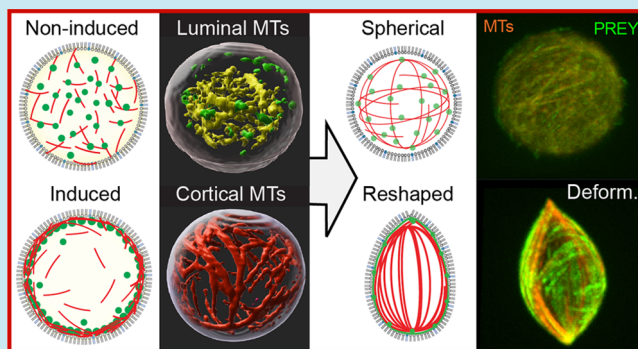 Non-induced
Luminal MTs
Spherical
MTs
PREY
Induced
Cortical MTs
Reshaped
Deform.